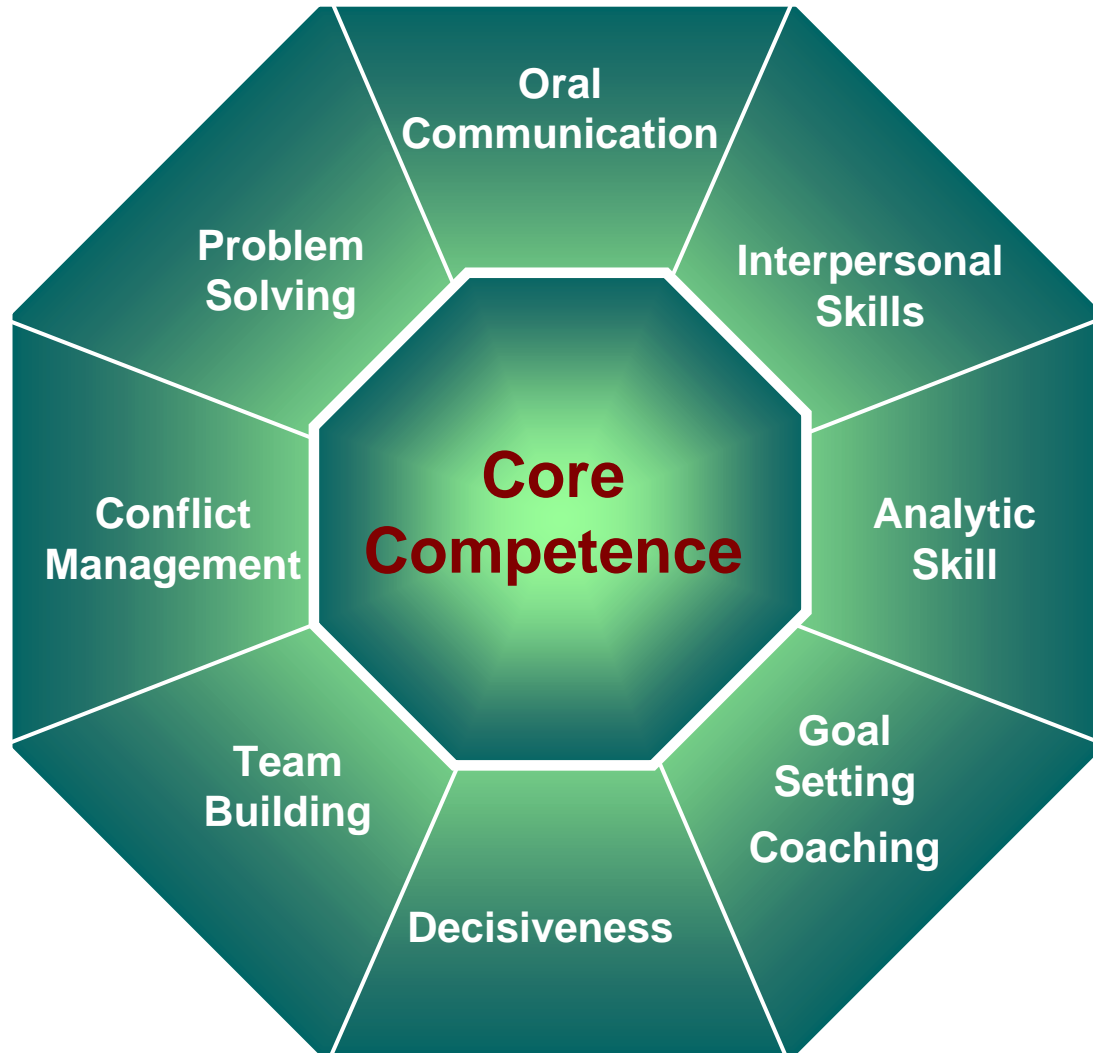 Oral
Communication
Interpersonal
Skills
Analytic
Skill
Goal
Setting
Coaching
Decisiveness
Team
Building
Conflict
Management
Problem
Solving
Core
Competence